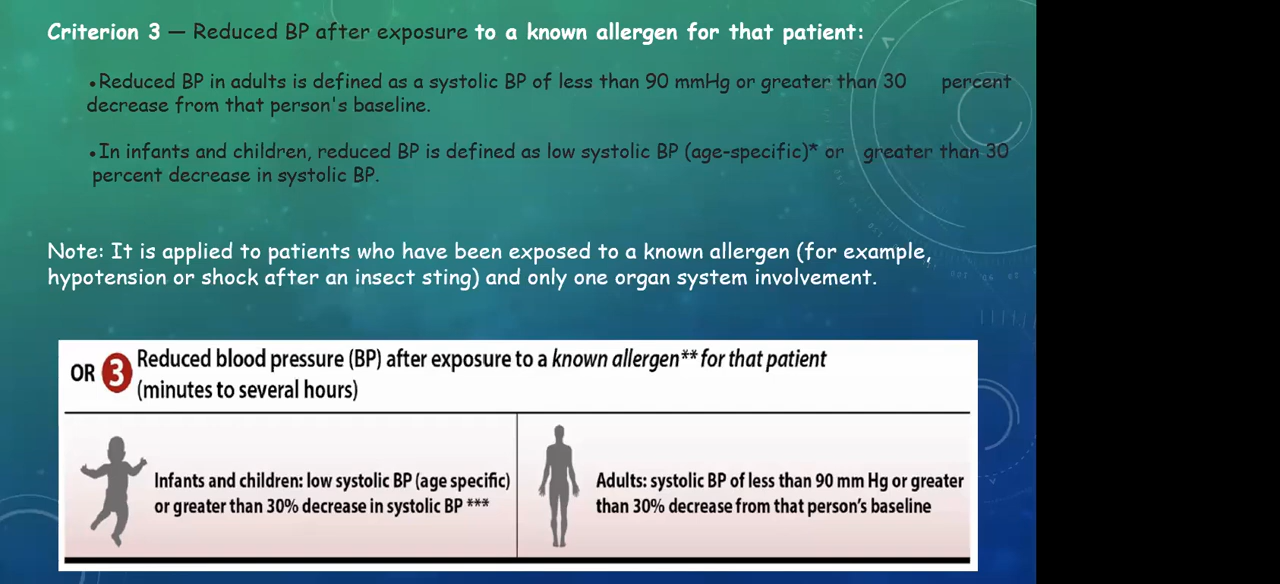 Criterion 3 — Reduced BP after exposure to a known allergen for that patient:
•Reduced BP in adults is defined as a systolic BP of less than 90 mmHg or greater than 30 percent
decrease from that person's baseline.
•In infants and children, reduced BP is defined as low systolic BP (age-specific)* or greater than 30
percent decrease in systolic BP.
Note: It is applied to patients who have been exposed to a known allergen (for example,
hypotension or shock after an insect sting) and only one organ system involvement.
OR 3 Reduced blood pressure (BP) after exposure to a known allergen** for that patient
(minutes to several hours)
Infants and children: low systolic BP (age specific)
or greater than 30% decrease in systolic BP ***
Adults: systolic BP of less than 90 mm Hg or greater
than 30% decrease from that person’s baseline